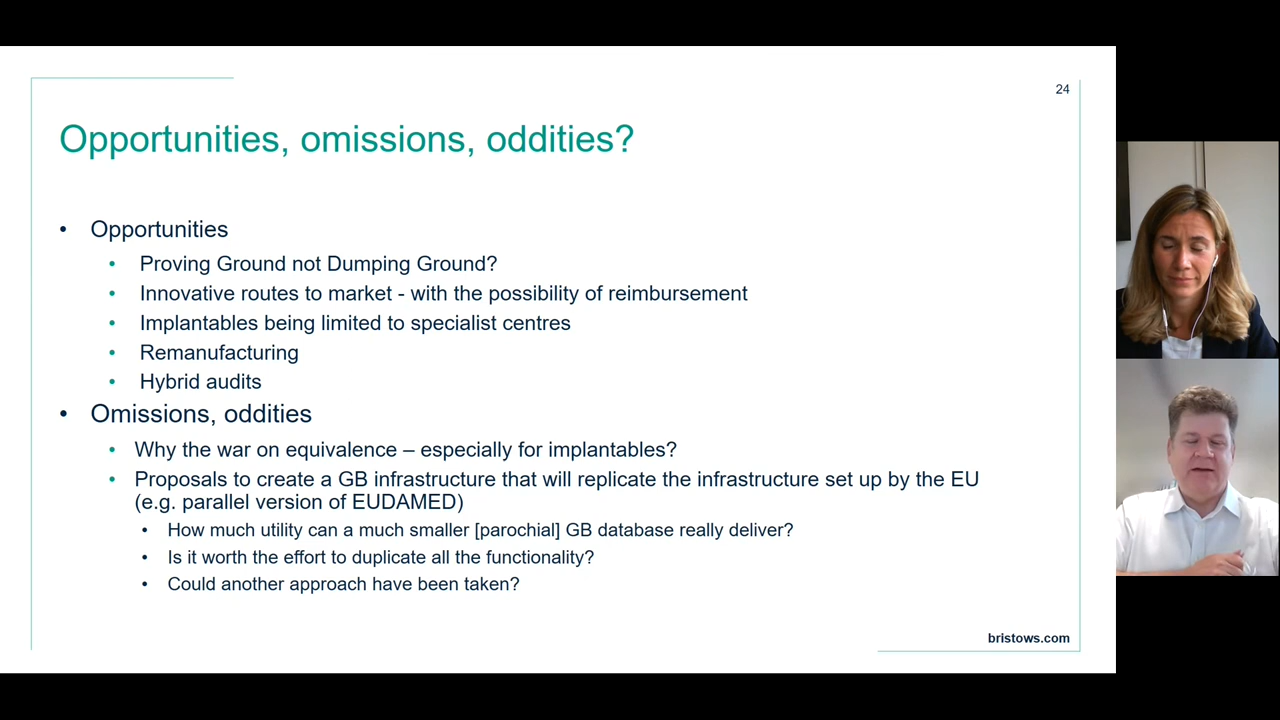 24
Opportunities, omissions, oddities?
• Opportunities
• Proving Ground not Dumping Ground?
• Innovative routes to market - with the possibility of reimbursement
• Implantables being limited to specialist centres
• Remanufacturing
• Hybrid audits
• Omissions, oddities
• Why the war on equivalence – especially for implantables?
• Proposals to create a GB infrastructure that will replicate the infrastructure set up by the EU
(e.g. parallel version of EUDAMED)
• How much utility can a much smaller [parochial] GB database really deliver?
• Is it worth the effort to duplicate all the functionality?
• Could another approach have been taken?
bristows.com